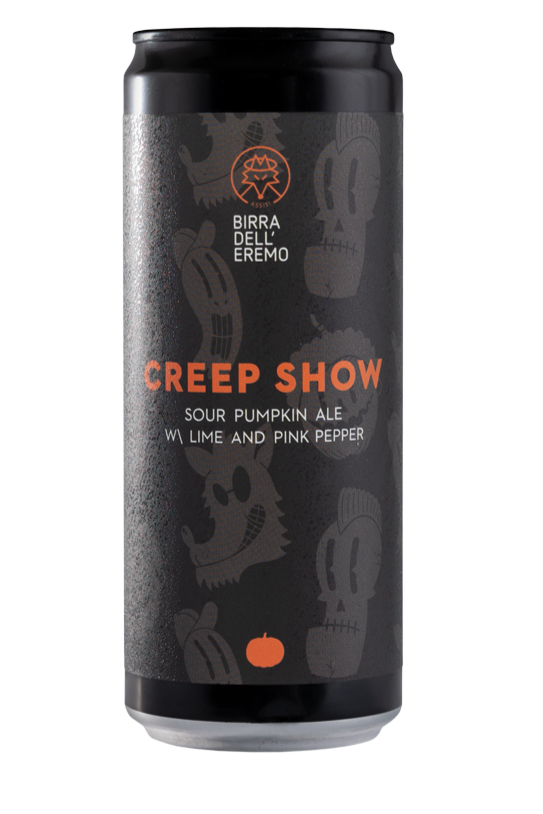 ASSISI
BIRRA
DELL'
EREMO
CREEP SHOW
SOUR PUMPKIN ALE
W\ LIME AND PINK PEPPER